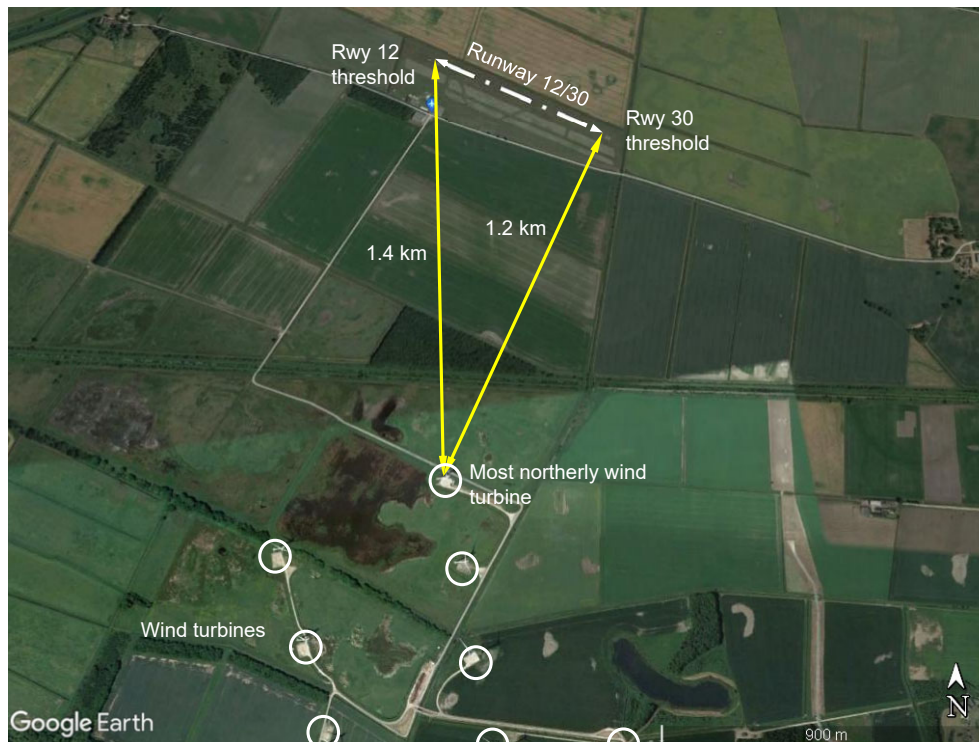 Rwy 12
threshold
Runway 12/30
Rwy 30
threshold
1.2 km
1.4 km
Most northerly wind
turbine
Wind turbines
N
Google Earth
900 m